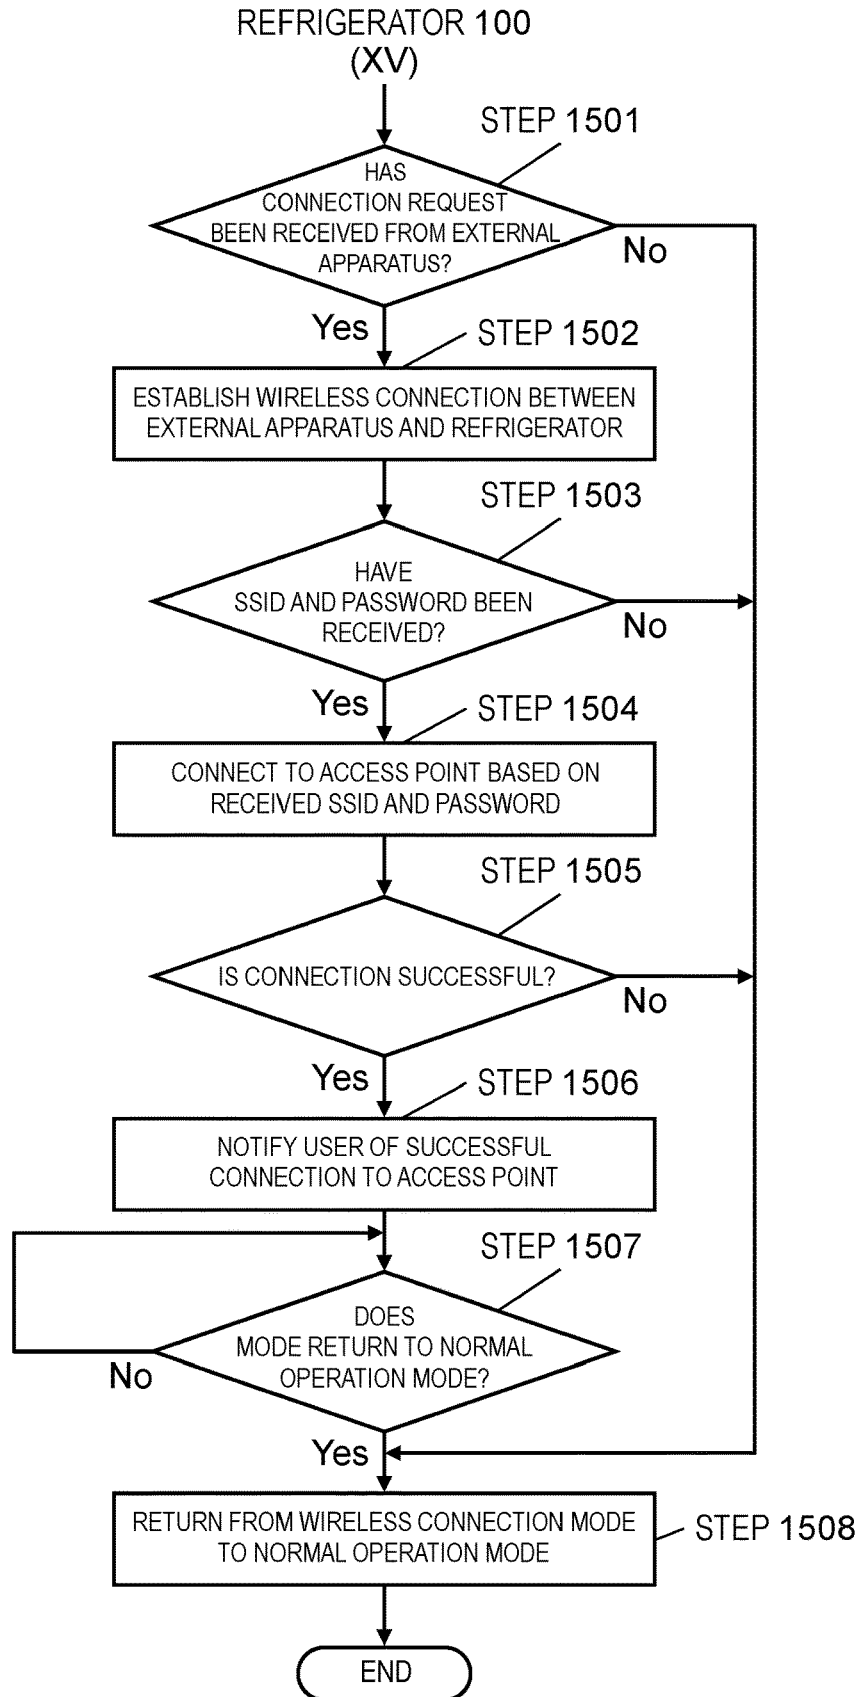 REFRIGERATOR 100
(XV)
STEP 1501
HAS
CONNECTION REQUEST
BEEN RECEIVED FROM EXTERNAL
APPARATUS?
No
Yes
STEP 1502
ESTABLISH WIRELESS CONNECTION BETWEEN
EXTERNAL APPARATUS AND REFRIGERATOR
STEP 1503
HAVE
SSID AND PASSWORD BEEN
RECEIVED?
No
Yes
STEP 1504
CONNECT TO ACCESS POINT BASED ON
RECEIVED SSID AND PASSWORD
STEP 1505
IS CONNECTION SUCCESSFUL?
No
Yes
STEP 1506
NOTIFY USER OF SUCCESSFUL
CONNECTION TO ACCESS POINT
STEP 1507
DOES
MODE RETURN TO NORMAL
OPERATION MODE?
No
Yes
RETURN FROM WIRELESS CONNECTION MODE
TO NORMAL OPERATION MODE
STEP 1508
END